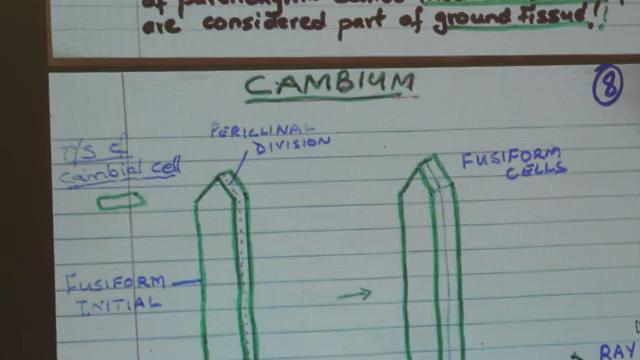 are considered part of ground tissue!!
CAMBIUM
8
PERICLINAL
DIVISION
T/S of
Cambial cell
FUSIFORM
CELLS
FUSIFORM
INITIAL
RAY